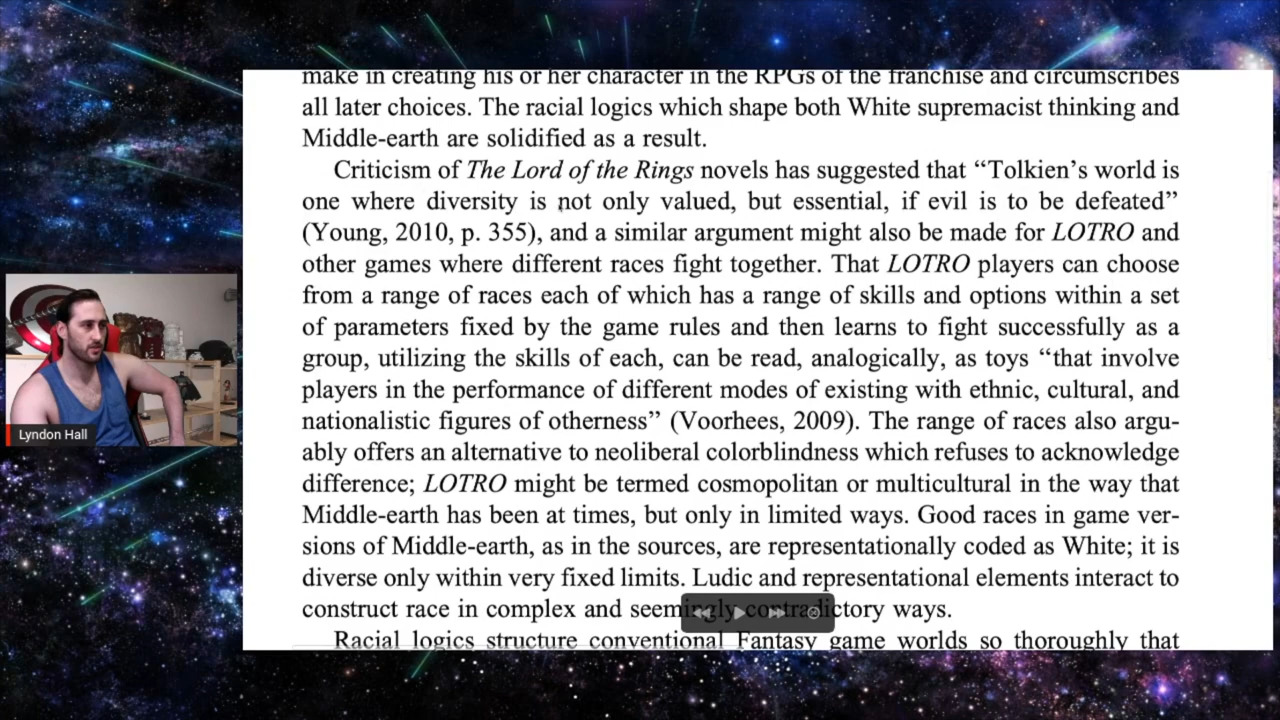 make in creating his or her character in the RPGs of the franchise and circumscribes
all later choices. The racial logics which shape both White supremacist thinking and
Middle-earth are solidified as a result.
Criticism of The Lord of the Rings novels has suggested that “Tolkien’s world is
one where diversity is not only valued, but essential, if evil is to be defeated”
(Young, 2010, p. 355), and a similar argument might also be made for LOTRO and
other games where different races fight together. That LOTRO players can choose
from a range of races each of which has a range of skills and options within a set
of parameters fixed by the game rules and then learns to fight successfully as a
group, utilizing the skills of each, can be read, analogically, as toys “that involve
players in the performance of different modes of existing with ethnic, cultural, and
nationalistic figures of otherness” (Voorhees, 2009). The range of races also argu-
ably offers an alternative to neoliberal colorblindness which refuses to acknowledge
difference; LOTRO might be termed cosmopolitan or multicultural in the way that
Middle-earth has been at times, but only in limited ways. Good races in game ver-
sions of Middle-earth, as in the sources, are representationally coded as White; it is
diverse only within very fixed limits. Ludic and representational elements interact to
construct race in complex and seemingly contradictory ways.
Racial logics structure conventional Fantasy game worlds so thoroughly that
Lyndon Hall